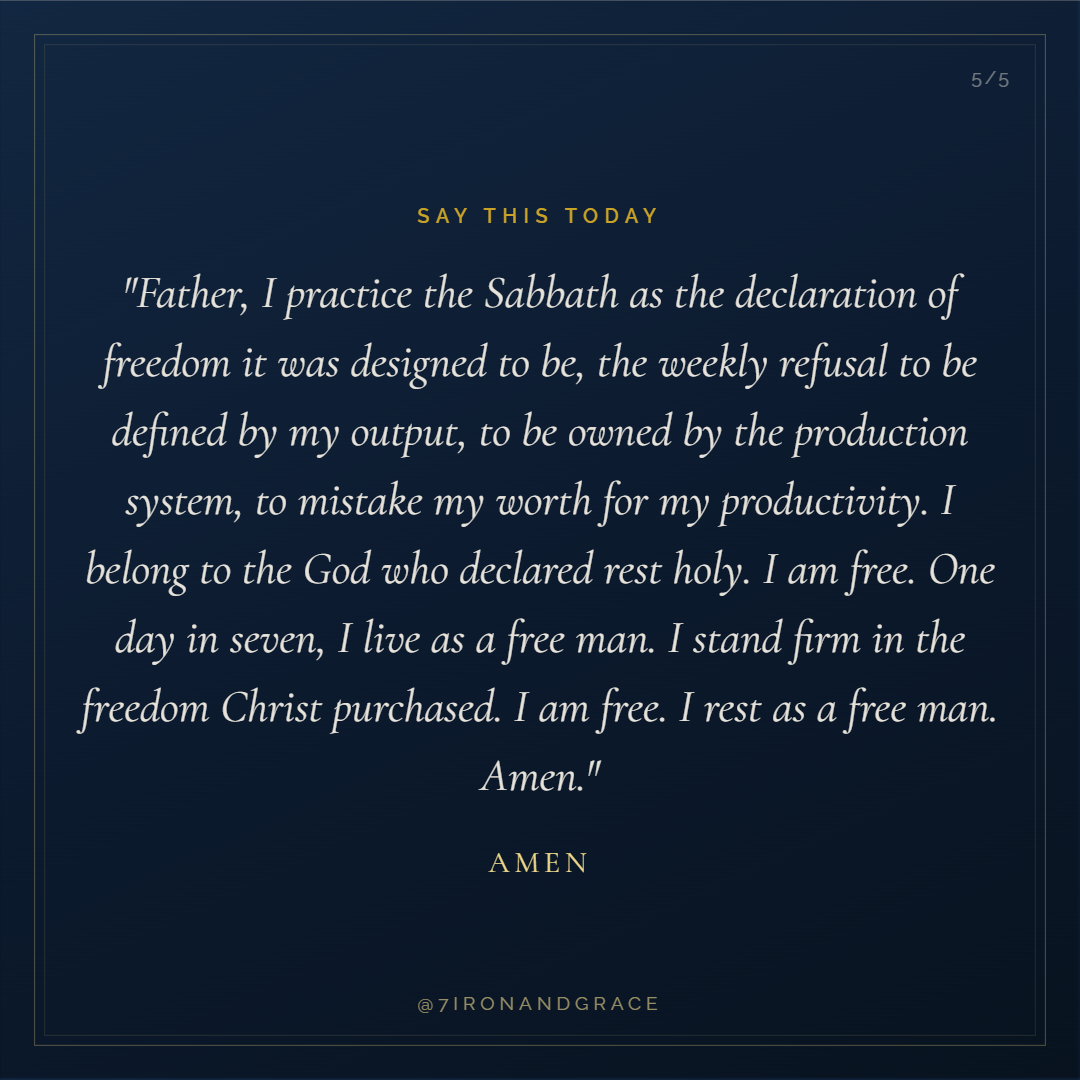 5/5
SAY THIS TODAY
"Father, I practice the Sabbath as the declaration of
freedom it was designed to be, the weekly refusal to be
defined by my output, to be owned by the production
system, to mistake my worth for my productivity. I
belong to the God who declared rest holy. I am free. One
day in seven, I live as a free man. I stand firm in the
freedom Christ purchased. I am free. I rest as a free man.
Amen."
AMEN
@7IRONANDGRACE